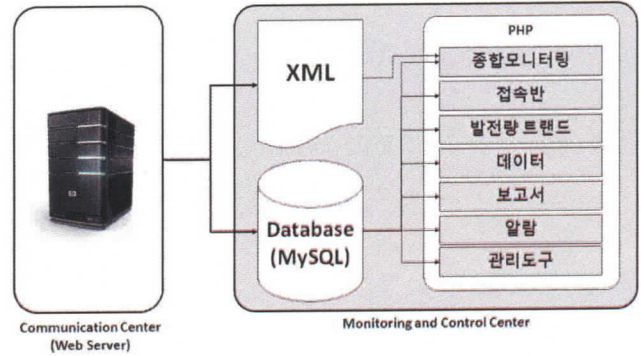 PHP
XML
종합모니터링
접속반
발전량 트랜드
데이터
보고서
Database
(MySQL)
알람
관리도구
Communication Center
(Web Server)
Monitoring and Control Center